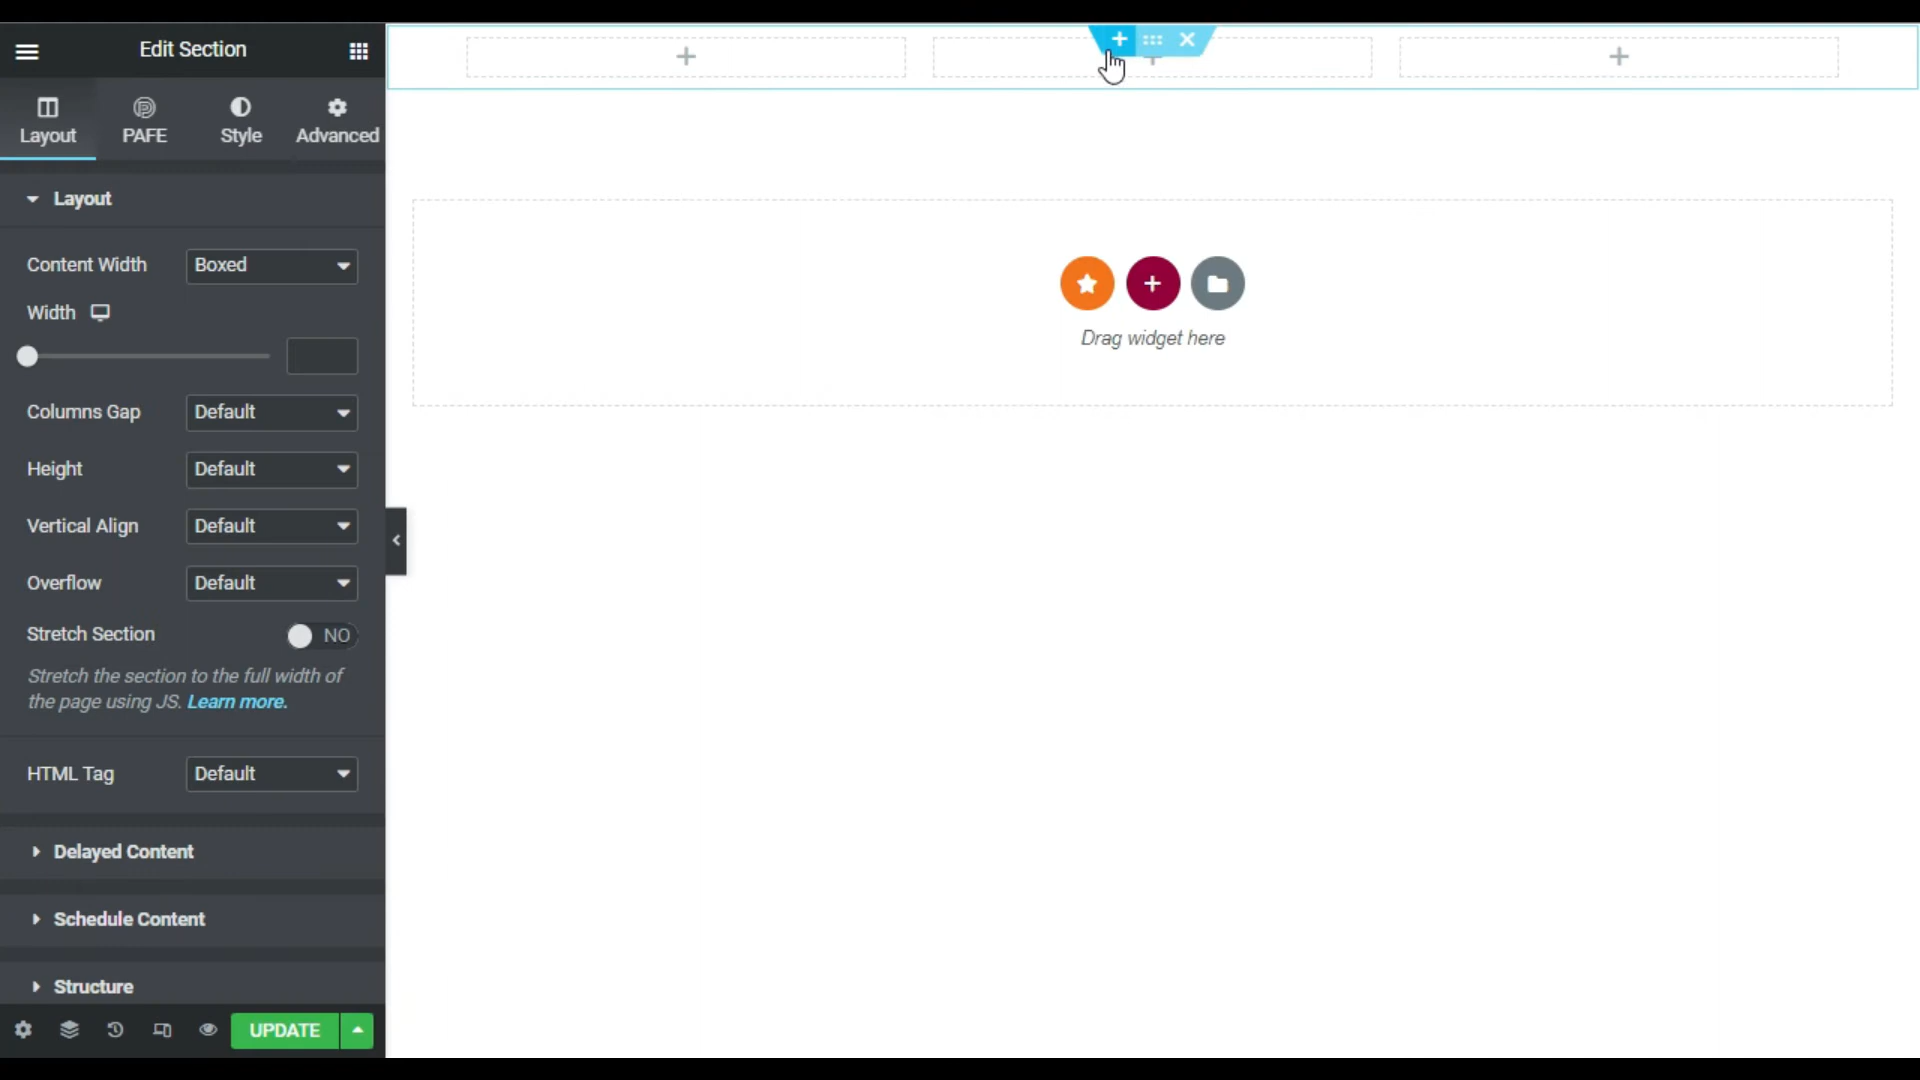 Edit Section
Layout PAFE Style Advanced
Layout
Content Width Boxed
Width
Columns Gap Default
Height Default
Vertical Align Default
Overflow Default
Stretch Section NO
Stretch the section to the full width of
the page using JS. Learn more.
HTML Tag Default
Delayed Content
Schedule Content
Structure
UPDATE
Drag widget here